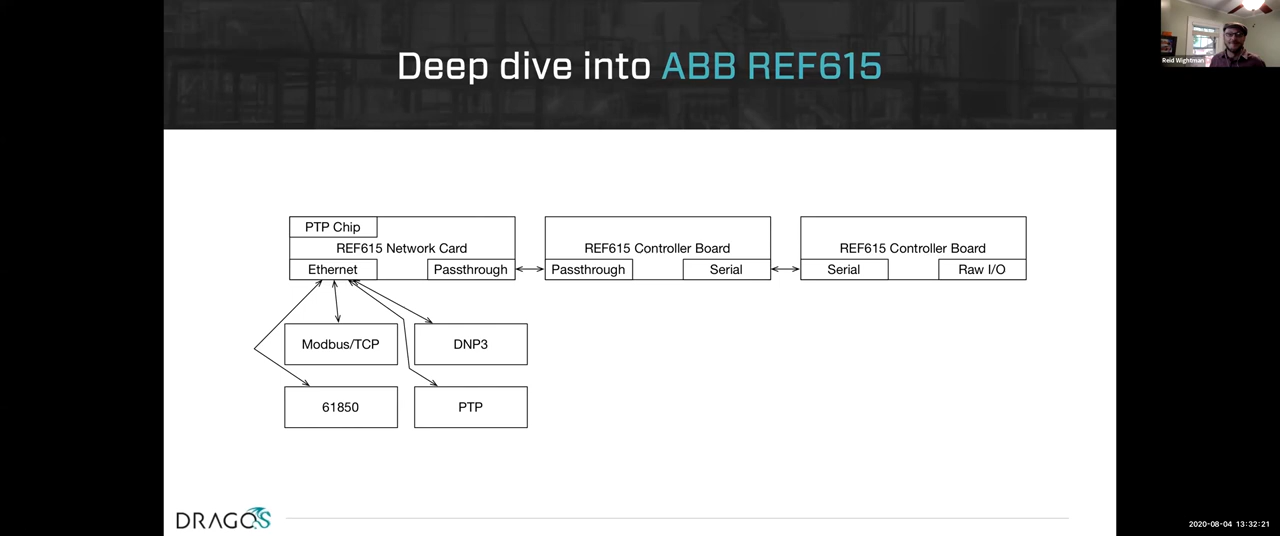 Deep dive into ABB REF615
Reid Wightman
PTP Chip
REF615 Network Card
Ethernet
Passthrough
REF615 Controller Board
Passthrough
Serial
REF615 Controller Board
Serial
Raw I/O
Modbus/TCP
DNP3
61850
PTP
DRAGOS
2020-08-04 13:32:21